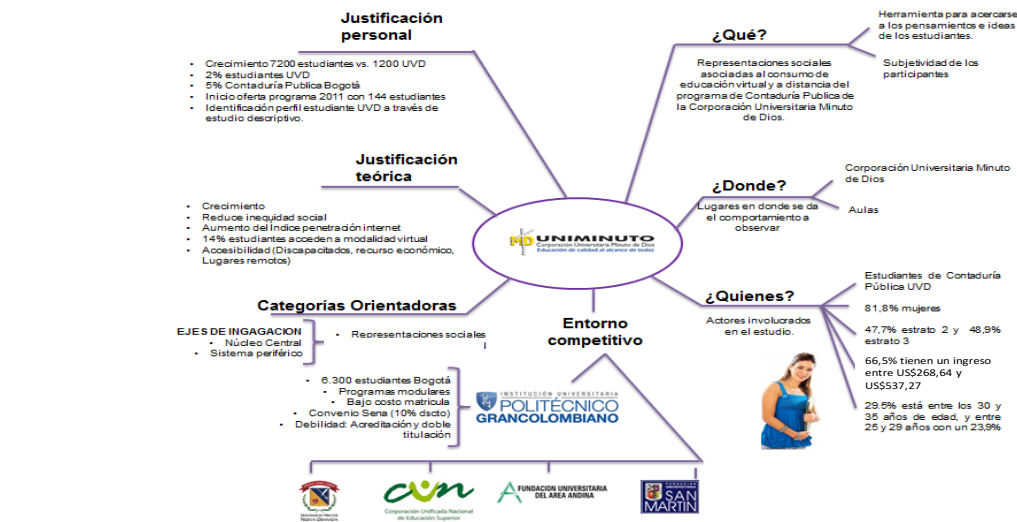 Justificación
personal
• Crecimiento 7200 estudiantes vs. 1200 UVD
• 2% estudiantes UVD
• 5% Contaduría Publica Bogotá
• Inicio oferta programa 2011 con 144 estudiantes
• Identificación perfil estudiante UVD a través de
estudio descriptivo.
¿Qué?
Representaciones sociales
asociadas al consumo de
educación virtual y a distancia del
programa de Contaduría Publica de
la Corporación Universitaria Minuto
de Dios.
Herramienta para acercarse
a los pensamientos e ideas
de los estudiantes.
Subjetividad de los
participantes
Justificación
teórica
• Crecimiento
• Reduce inequidad social
• Aumento del Índice penetración internet
• 14% estudiantes acceden a modalidad virtual
• Accesibilidad (Discapacitados, recurso económico,
Lugares remotos)
MD UNIMINUTO
Corporación Universitaria Minuto de Dios
Educación de calidad al alcance de todos
¿Donde?
Lugares en donde se da
el comportamiento a
observar
Corporación Universitaria Minuto
de Dios
Aulas
Categorías Orientadoras
EJES DE INGAGACION
• Núcleo Central
• Sistema periférico
• Representaciones sociales
Entorno
competitivo
¿Quienes?
Actores involucrados
en el estudio.
Estudiantes de Contaduría
Pública UVD
81,8% mujeres
47,7% estrato 2 y 48,9%
estrato 3
66,5% tienen un ingreso
entre US$268,64 y
US$537,27
29.5% está entre los 30 y
35 años de edad, y entre
25 y 29 años con un 23,9%
• 6.300 estudiantes Bogotá
• Programas modulares
• Bajo costo matricula
• Convenio Sena (10% dscto)
• Debilidad: Acreditación y doble
titulación
INSTITUCIÓN UNIVERSITARIA
POLITÉCNICO
GRANCOLOMBIANO
Universidad Militar
Nueva Granada
cun
Corporación Unificada Nacional
de Educación Superior
FUNDACION UNIVERSITARIA
DEL AREA ANDINA
FUNDACIÓN
UNIVERSITARIA
SAN
MARTIN